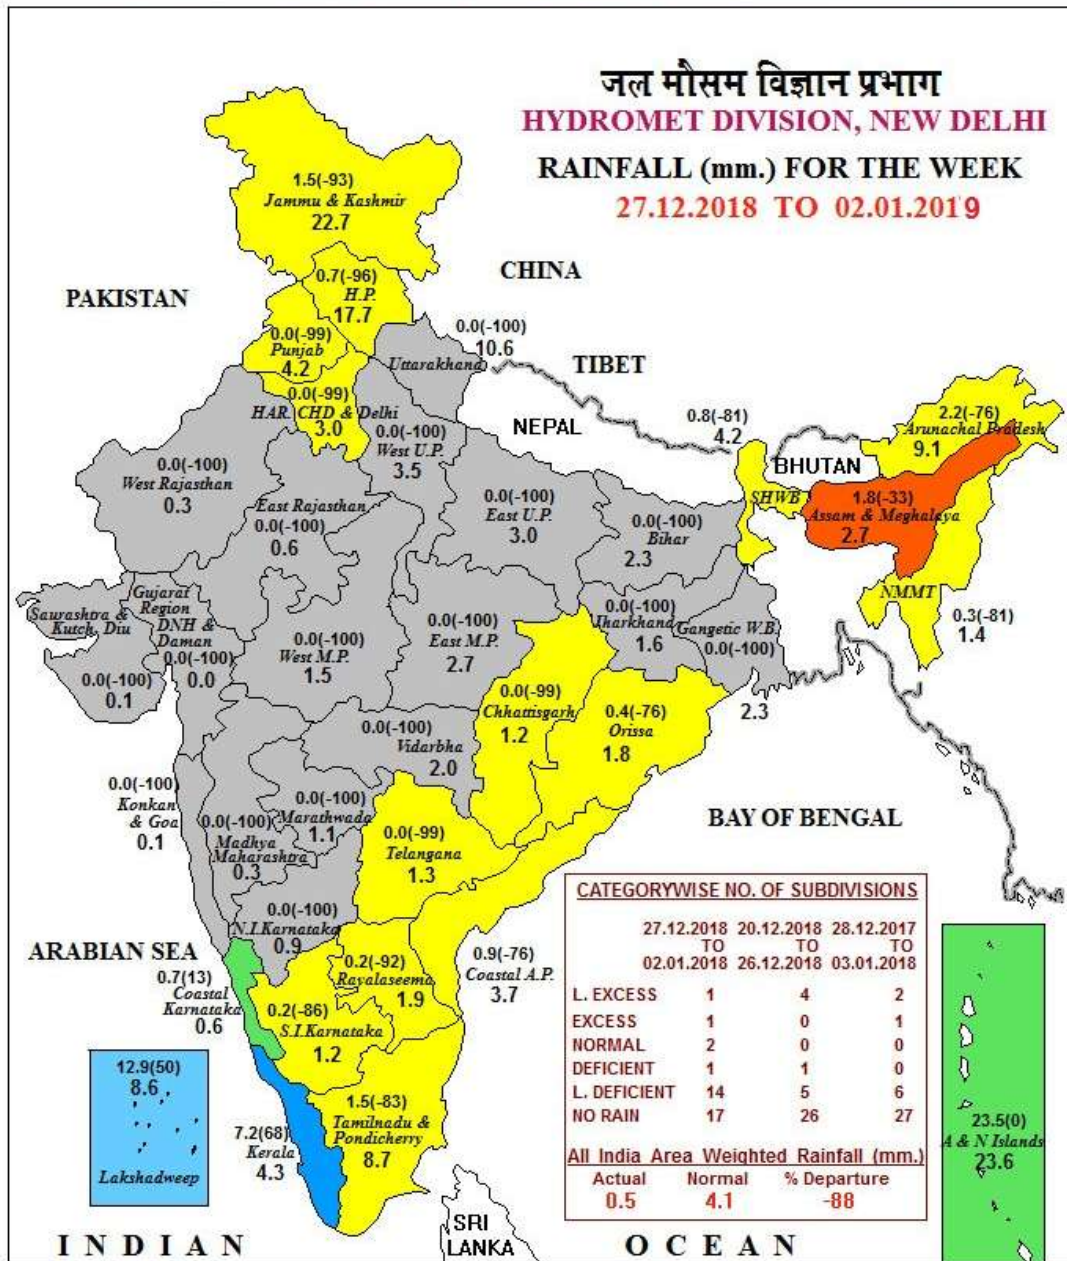 जल मौसम विज्ञान प्रभाग
HYDROMET DIVISION, NEW DELHI
RAINFALL (mm.) FOR THE WEEK
27.12.2018 TO 02.01.2019
1.5(-93)
Jammu & Kashmir
22.7
CHINA
PAKISTAN
0.7(-96)
H.P.
17.7
0.0(-99)
Punjab
4.2
0.0(-100)
10.6
Uttarakhand
TIBET
0.0(-99)
HAR. CHD & Delhi
3.0
NEPAL
0.0(-100)
West U.P.
3.5
0.8(-81)
4.2
SHWB
BHUTAN
2.2(-76)
Arunachal Pradesh
9.1
1.8(-33)
Assam & Meghalaya
2.7
NMMT
0.3(-81)
1.4
0.0(-100)
West Rajasthan
0.3
East Rajasthan
0.0(-100)
0.6
0.0(-100)
East U.P.
3.0
0.0(-100)
Bihar
2.3
Saurashtra &
Kutch, Diu
0.0(-100)
0.1
Gujarat
Region
DNH &
Daman
0.0(-100)
0.0
0.0(-100)
West M.P.
1.5
0.0(-100)
East M.P.
2.7
0.0(-100)
Jharkhand
1.6
Gangetic W.B.
0.0(-100)
2.3
0.0(-99)
Chhattisgarh
1.2
0.4(-76)
Orissa
1.8
0.0(-100)
Vidarbha
2.0
0.0(-100)
Konkan
& Goa
0.1
0.0(-100)
Madhya
Maharashtra
0.3
0.0(-100)
Marathwada
1.1
0.0(-99)
Telangana
1.3
BAY OF BENGAL
0.0(-100)
N.I.Karnataka
0.9
ARABIAN SEA
0.7(13)
Coastal
Karnataka
0.6
0.2(-92)
Rayalaseema
1.9
0.9(-76)
Coastal A.P.
3.7
0.2(-86)
S.I.Karnataka
1.2
12.9(50)
8.6
Lakshadweep
7.2(68)
Kerala
4.3
1.5(-83)
Tamilnadu &
Pondicherry
8.7
CATEGORYWISE NO. OF SUBDIVISIONS
27.12.2018 20.12.2018 28.12.2017
TO TO TO
02.01.2018 26.12.2018 03.01.2018
L. EXCESS 1 4 2
EXCESS 1 0 1
NORMAL 2 0 0
DEFICIENT 1 1 0
L. DEFICIENT 14 5 6
NO RAIN 17 26 27
All India Area Weighted Rainfall (mm.)
Actual Normal % Departure
0.5 4.1 -88
23.5(0)
A & N Islands
23.6
SRI
LANKA
INDIAN OCEAN